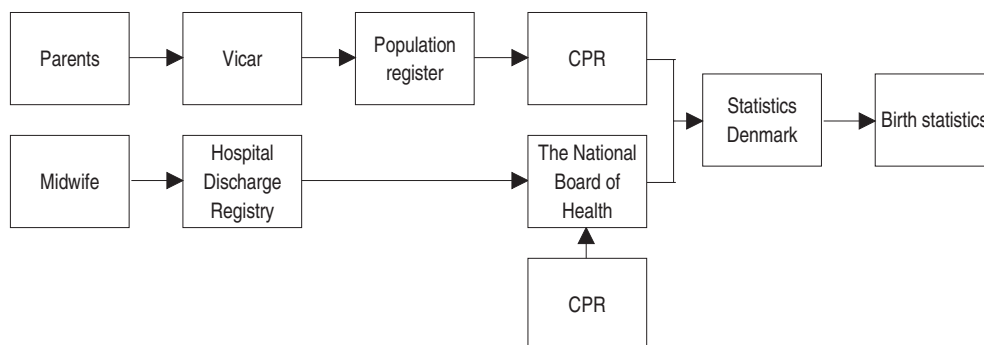 Parents
Vicar
Population
register
CPR
Statistics
Denmark
Birth statistics
Midwife
Hospital
Discharge
Registry
The National
Board of
Health
CPR